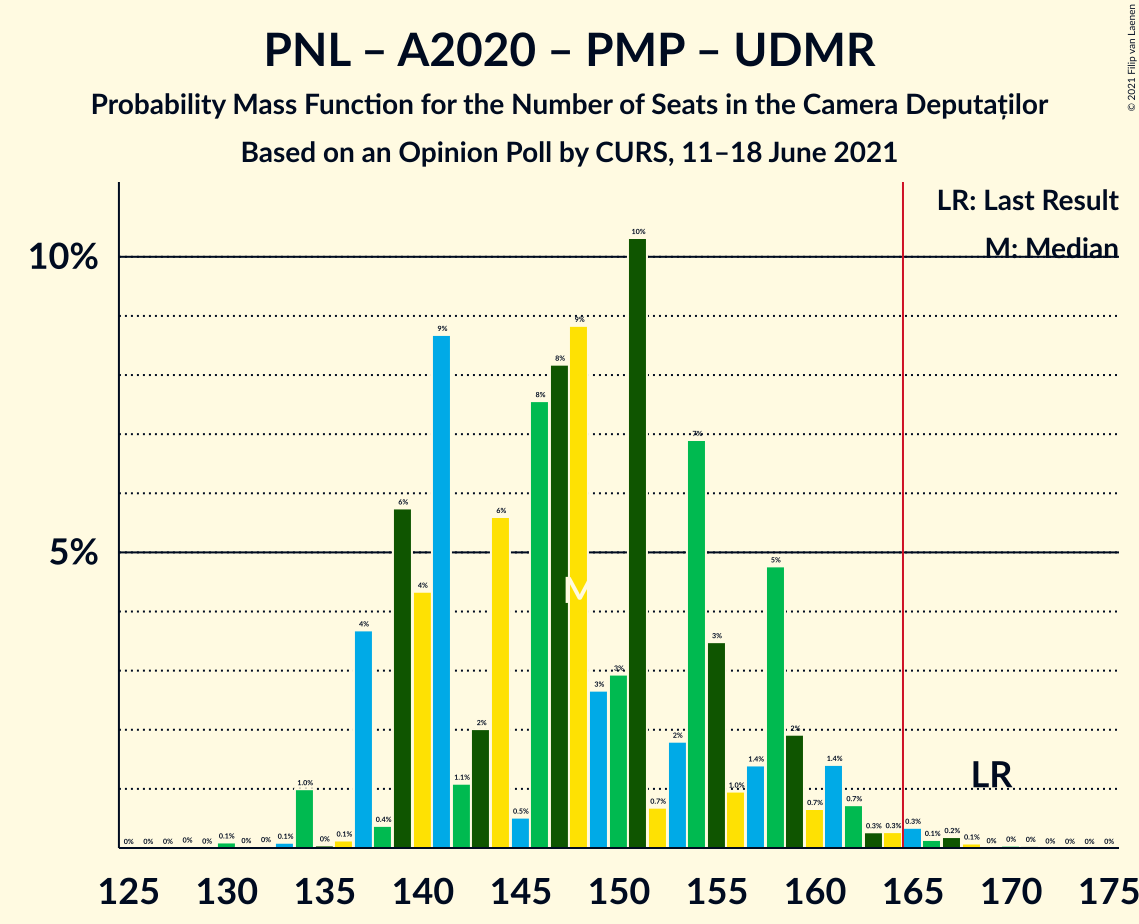 PNL – A2020 – PMP – UDMR
Probability Mass Function for the Number of Seats in the Camera Deputaților
Based on an Opinion Poll by CURS, 11–18 June 2021
© 2021 Filip van Laenen
LR: Last Result
M: Median
10%
5%
0% 0% 0% 0% 0% 0.1% 0% 0% 0.1% 1.0% 0% 0.1% 4% 0.4% 6% 4% 9% 1.1% 2% 6% 0.5% 8% 8% 9% 3% 3% 10% 0.7% 2% 7% 3% 1.0% 1.4% 5% 2% 0.7% 1.4% 0.7% 0.3% 0.3% 0.3% 0.1% 0.2% 0.1% 0% 0% 0% 0% 0% 0% 0%
M
LR
125 130 135 140 145 150 155 160 165 170 175